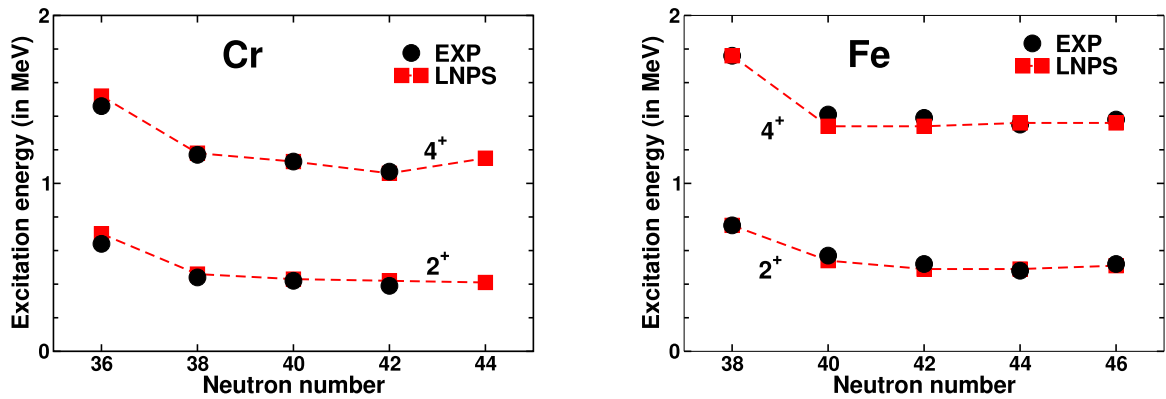 Cr
EXP
LNPS
4+
2+
Excitation energy (in MeV)
0
1
2
36
38
40
42
44
Neutron number
Fe
EXP
LNPS
4+
2+
Excitation energy (in MeV)
0
1
2
38
40
42
44
46
Neutron number